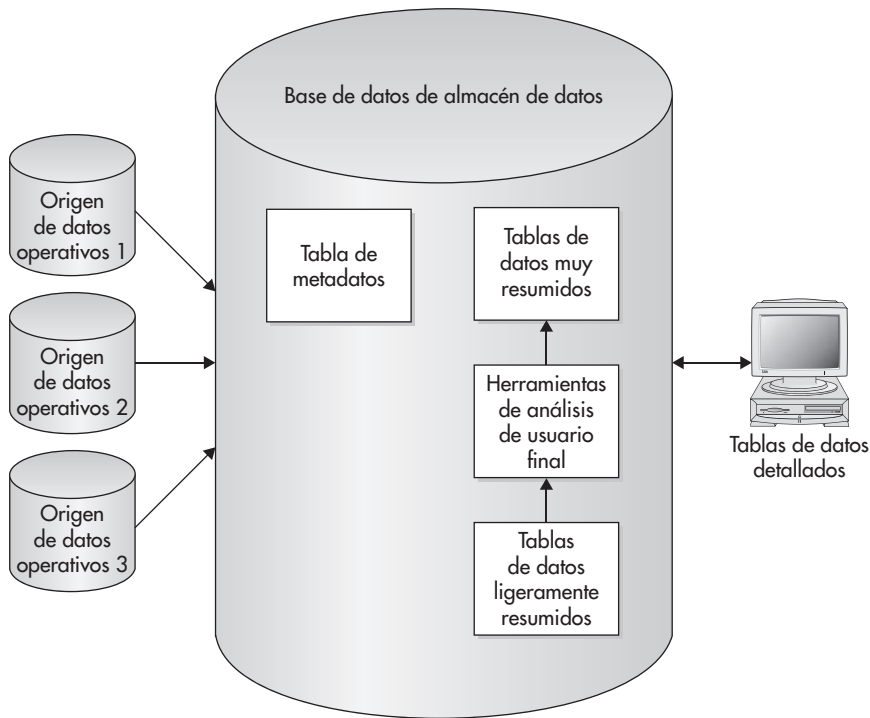 Base de datos de almacén de datos
Origen
de datos
operativos 1
Origen
de datos
operativos 2
Origen
de datos
operativos 3
Tabla de
metadatos
Tablas de
datos muy
resumidos
Herramientas
de análisis
de usuario
final
Tablas
de datos
ligeramente
resumidos
Tablas de datos
detallados